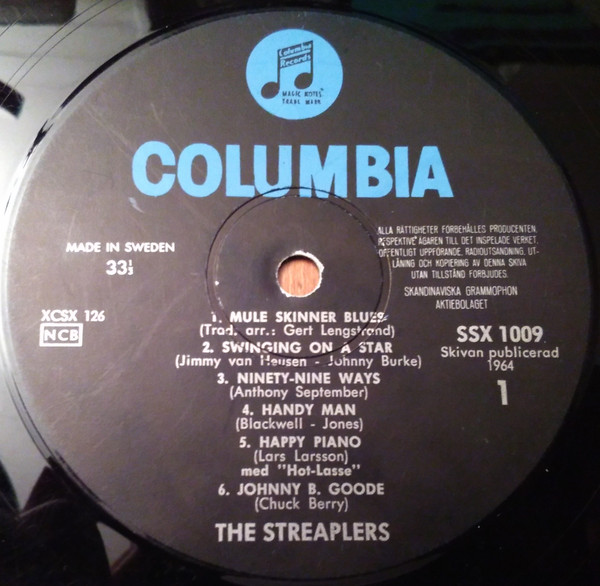 Columbia
Records
MAGIC NOTES
TRADE MARK
COLUMBIA
MADE IN SWEDEN
33⅓
XCSX 126
NCB
ALLA RÄTTIGHETER FÖRBEHÅLLES PRODUCENTEN,
RESPEKTIVE ÄGAREN TILL DET INSPELADE VERKET.
OFFENTLIGT UPPFÖRANDE, RADIOUTSÄNDNING, UT-
LÅNING OCH KOPIERING AV DENNA SKIVA
UTAN TILLSTÅND FÖRBJUDES.
SKANDINAVISKA GRAMMOPHON
AKTIEBOLAGET
SSX 1009
Skivan publicerad
1964
1
1. MULE SKINNER BLUES
(Trad. arr.: Gert Lengstrand)
2. SWINGING ON A STAR
(Jimmy van Heusen - Johnny Burke)
3. NINETY-NINE WAYS
(Anthony September)
4. HANDY MAN
(Blackwell - Jones)
5. HAPPY PIANO
(Lars Larsson)
med "Hot-Lasse"
6. JOHNNY B. GOODE
(Chuck Berry)
THE STREAPLERS